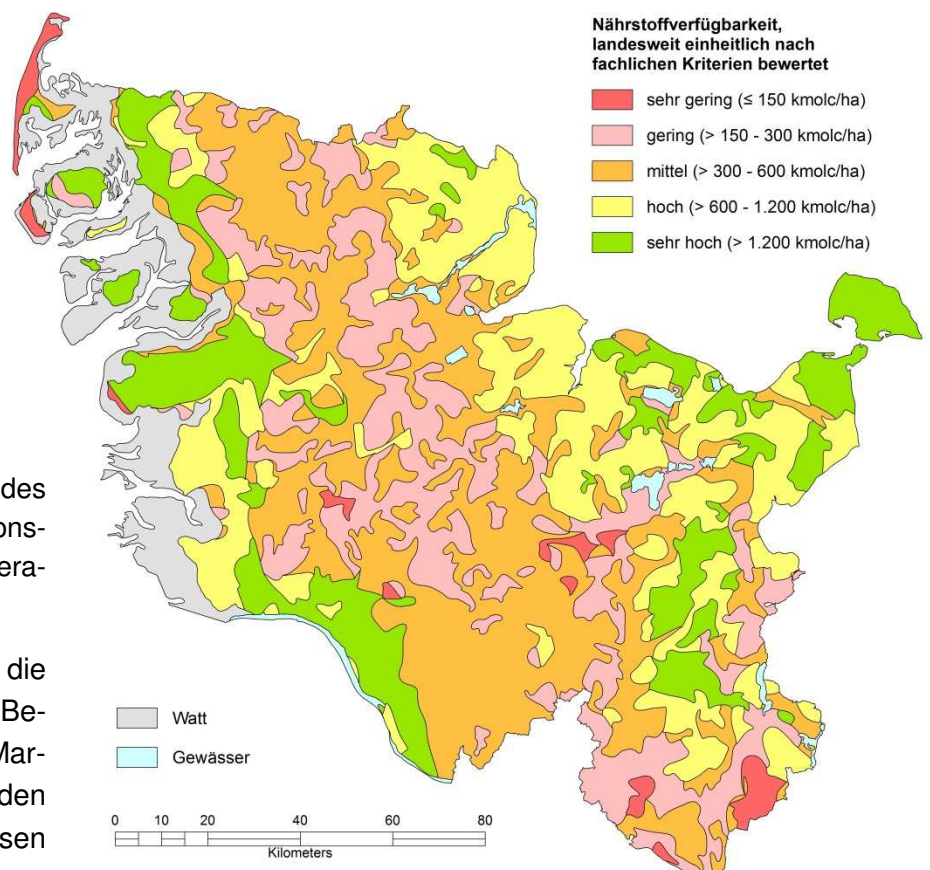 Nährstoffverfügbarkeit,
landesweit einheitlich nach
fachlichen Kriterien bewertet
sehr gering (≤ 150 kmolc/ha)
gering (> 150 - 300 kmolc/ha)
mittel (> 300 - 600 kmolc/ha)
hoch (> 600 - 1.200 kmolc/ha)
sehr hoch (> 1.200 kmolc/ha)
des
ons-
era-
die
Be-
Mar-
den
sen
Watt
Gewässer
0 10 20 40 60 80
Kilometers